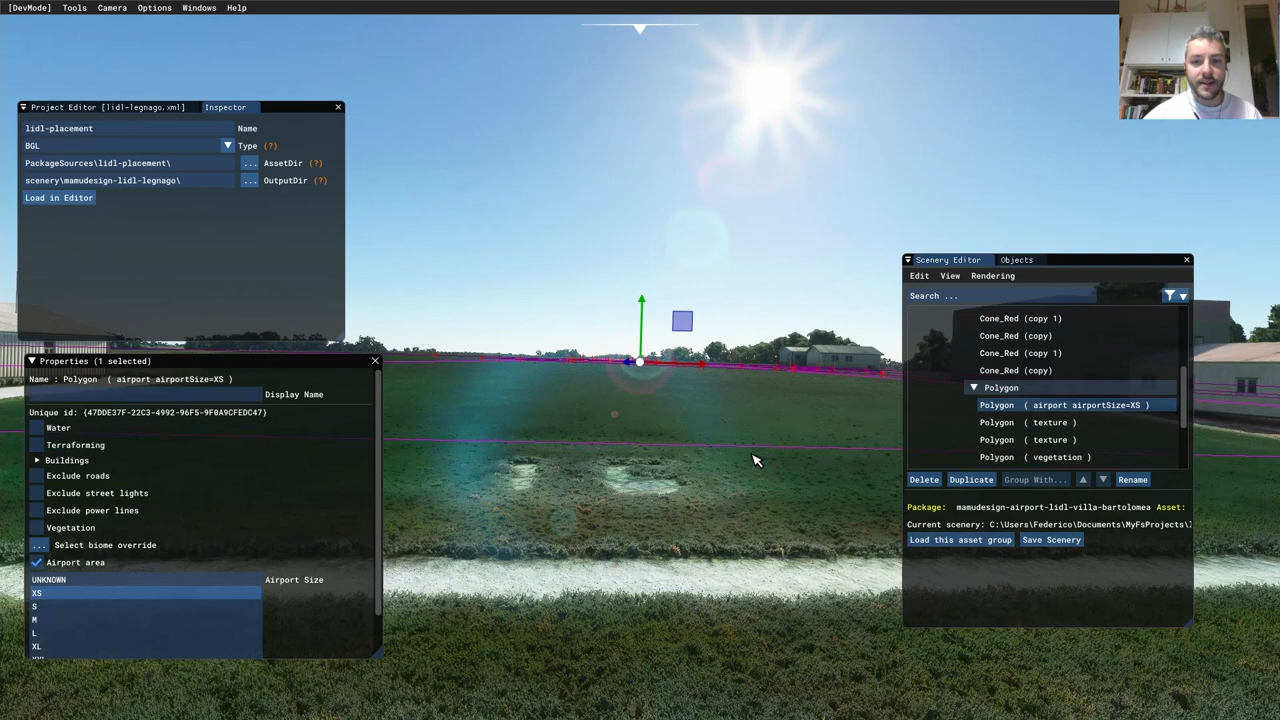 [DevMode] Tools Camera Options Windows Help
Project Editor [lidl-legnago.xml] Inspector
lidl-placement Name
BGL Type (?)
PackageSources\lidl-placement\ ... AssetDir (?)
scenery\mamudesign-lidl-legnago\ ... OutputDir (?)
Load in Editor
Properties (1 selected)
Name : Polygon ( airport airportSize=XS )
Display Name
Unique id: {47DDE37F-22C3-4992-96F5-9F0A9CFEDC47}
Water
Terraforming
Buildings
Exclude roads
Exclude street lights
Exclude power lines
Vegetation
... Select biome override
Airport area
UNKNOWN Airport Size
XS
S
M
L
XL
Scenery Editor Objects
Edit View Rendering
Search ...
Cone_Red (copy 1)
Cone_Red (copy)
Cone_Red (copy 1)
Cone_Red (copy)
Polygon
Polygon ( airport airportSize=XS )
Polygon ( texture )
Polygon ( texture )
Polygon ( vegetation )
Delete Duplicate Group With... Rename
Package: mamudesign-airport-lidl-villa-bartolomea Asset:
Current scenery: C:\Users\Federico\Documents\MyFsProjects\
Load this asset group Save Scenery